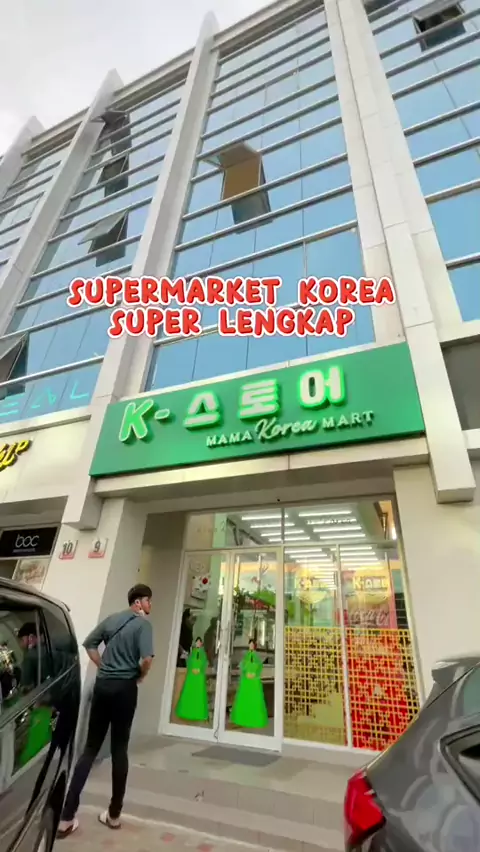 SUPERMARKET KOREA
SUPER LENGKAP
K-스토어
MAMA Korea MART
boc
10
9